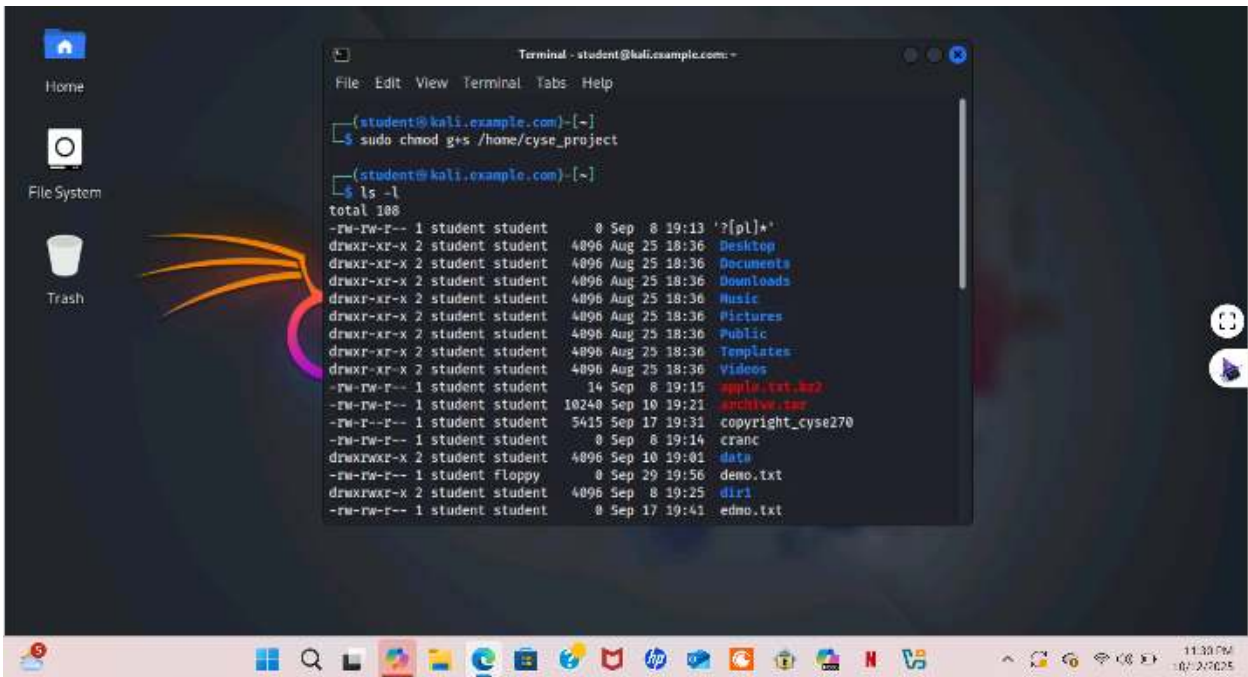 Home
File System
Trash
Terminal - student@kali.example.com: ~
File Edit View Terminal Tabs Help
(student㉿kali.example.com)-[~]
$ sudo chmod g+s /home/cyse_project
(student㉿kali.example.com)-[~]
$ ls -l
total 108
-rw-rw-r-- 1 student student 0 Sep 8 19:13 '?[pl]*'
drwxr-xr-x 2 student student 4096 Aug 25 18:36 Desktop
drwxr-xr-x 2 student student 4096 Aug 25 18:36 Documents
drwxr-xr-x 2 student student 4096 Aug 25 18:36 Downloads
drwxr-xr-x 2 student student 4096 Aug 25 18:36 Music
drwxr-xr-x 2 student student 4096 Aug 25 18:36 Pictures
drwxr-xr-x 2 student student 4096 Aug 25 18:36 Public
drwxr-xr-x 2 student student 4096 Aug 25 18:36 Templates
drwxr-xr-x 2 student student 4096 Aug 25 18:36 Videos
-rw-rw-r-- 1 student student 14 Sep 8 19:15 apple.txt.bz2
-rw-rw-r-- 1 student student 10240 Sep 10 19:21 archive.tar
-rw-r--r-- 1 student student 5415 Sep 17 19:31 copyright_cyse270
-rw-rw-r-- 1 student student 0 Sep 8 19:14 cranc
drwxrwxr-x 2 student student 4096 Sep 10 19:01 data
-rw-rw-r-- 1 student floppy 0 Sep 29 19:56 demo.txt
drwxrwxr-x 2 student student 4096 Sep 8 19:25 dir1
-rw-rw-r-- 1 student student 0 Sep 17 19:41 edmo.txt
5
hp
N
11:30 PM
10/12/2025